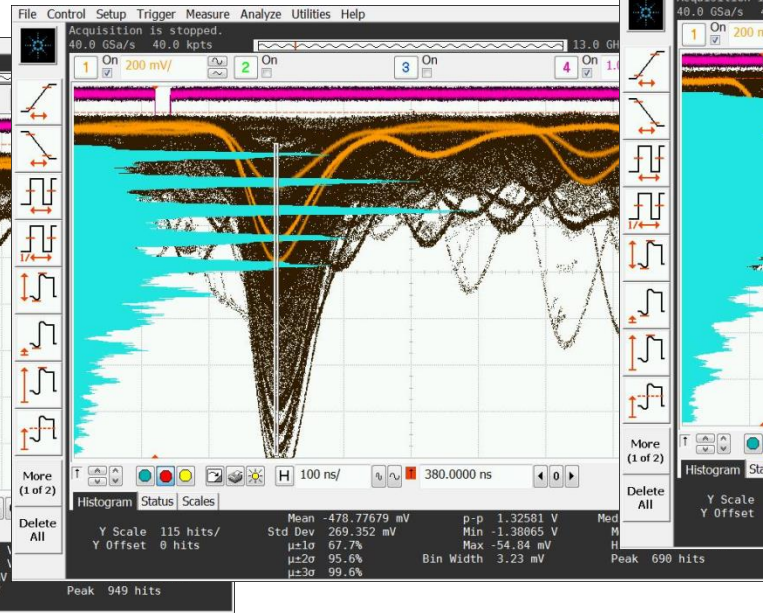 File Control Setup Trigger Measure Analyze Utilities Help
Acquisition is stopped.
40.0 GSa/s 40.0 kpts
13.0 GH
1 On 200 mV/
2 On
3 On
4 On 1.
More
(1 of 2)
Delete
All
H 100 ns/
T 380.0000 ns
0
Histogram Status Scales
Y Scale 115 hits/
Y Offset 0 hits
Mean -478.77679 mV
Std Dev 269.352 mV
µ±1σ 67.7%
µ±2σ 95.6%
µ±3σ 99.6%
p-p 1.32581 V
Min -1.38065 V
Max -54.84 mV
Bin Width 3.23 mV
Med
M
H
Peak 690 hits
40.0 GSa/s
1 On 200 m
More
(1 of 2)
Delete
All
Histogram Sta
Y Scale
Y Offset
V
V
mV
Peak 949 hits